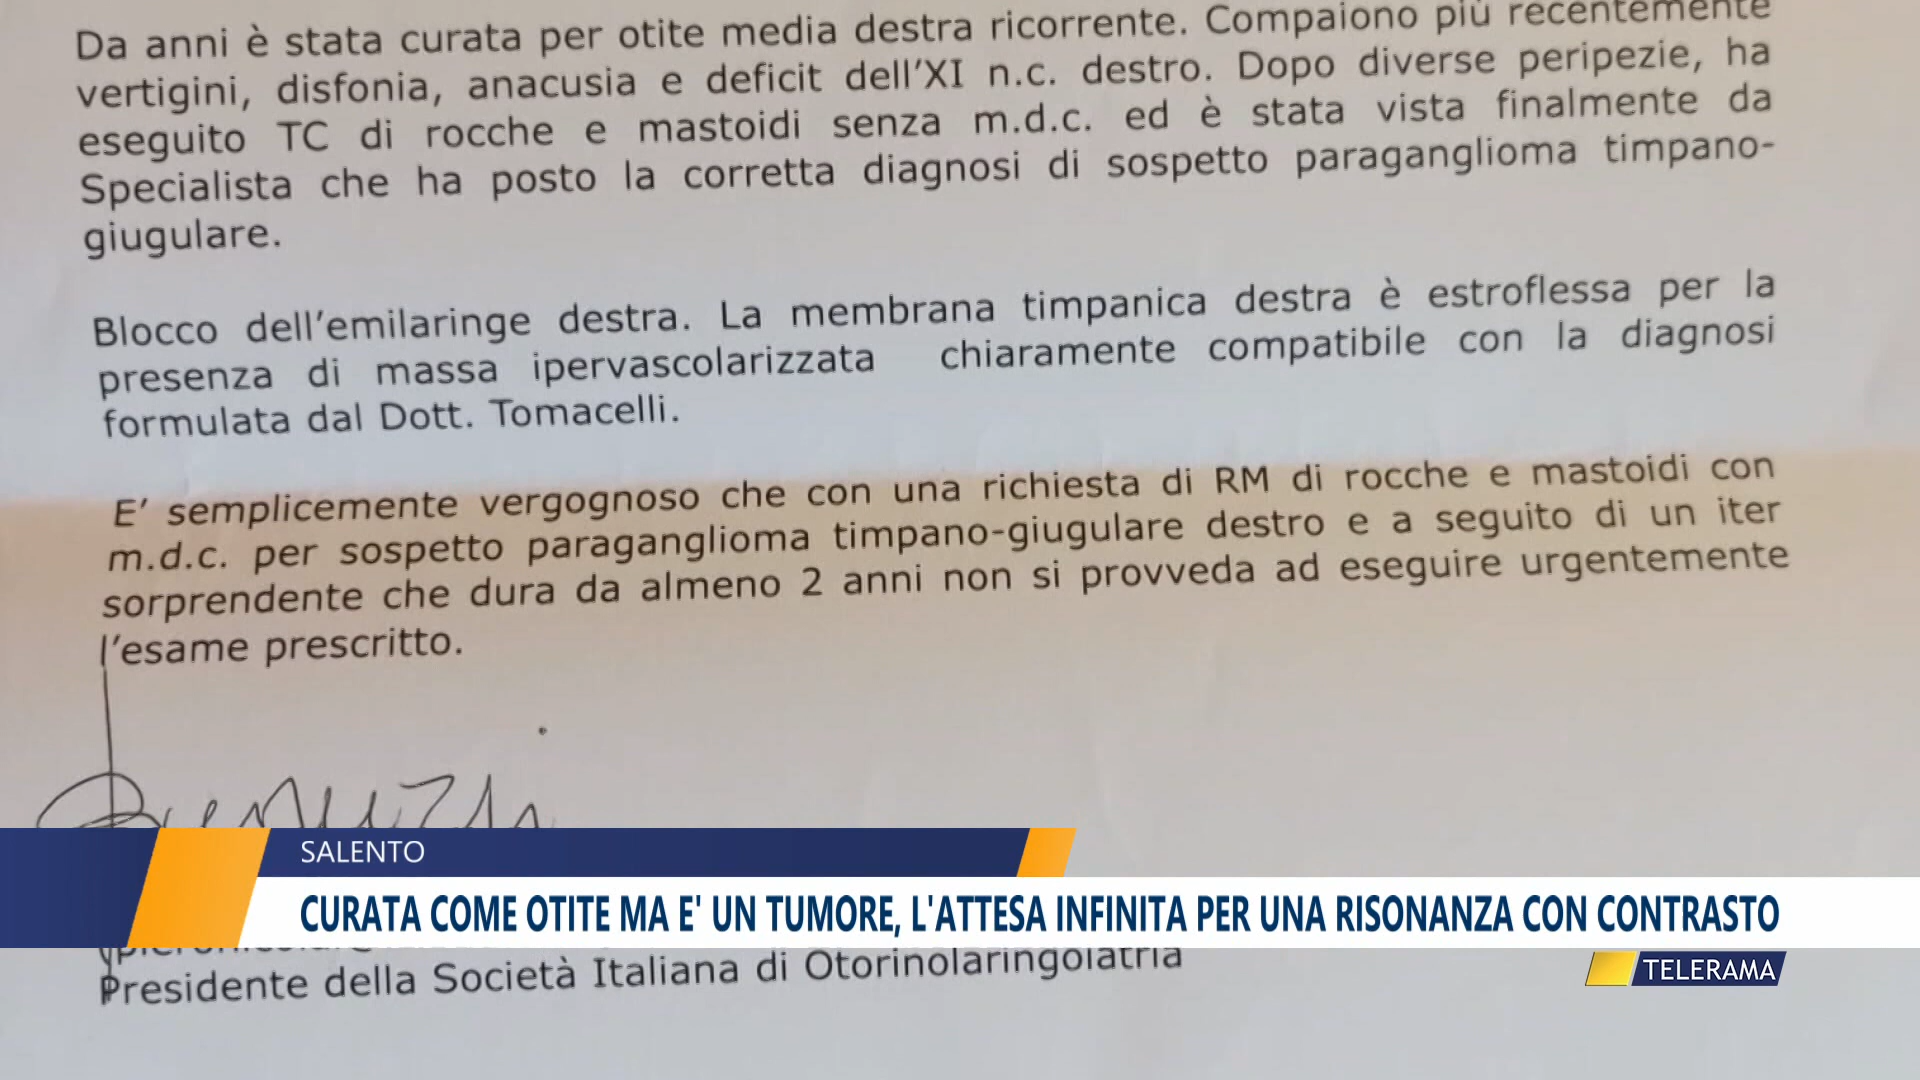 Da anni è stata curata per otite media destra ricorrente. Compaiono più recentemente
vertigini, disfonia, anacusia e deficit dell'XI n.c. destro. Dopo diverse peripezie, ha
eseguito TC di rocche e mastoidi senza m.d.c. ed è stata vista finalmente da
Specialista che ha posto la corretta diagnosi di sospetto paraganglioma timpano-
giugulare.
Blocco dell'emilaringe destra. La membrana timpanica destra è estroflessa per la
presenza di massa ipervascolarizzata chiaramente compatibile con la diagnosi
formulata dal Dott. Tomacelli.
E' semplicemente vergognoso che con una richiesta di RM di rocche e mastoidi con
m.d.c. per sospetto paraganglioma timpano-giugulare destro e a seguito di un iter
sorprendente che dura da almeno 2 anni non si provveda ad eseguire urgentemente
l'esame prescritto.
SALENTO
CURATA COME OTITE MA E' UN TUMORE, L'ATTESA INFINITA PER UNA RISONANZA CON CONTRASTO
Presidente della Società Italiana di Otorinolaringoiatria
TELERAMA